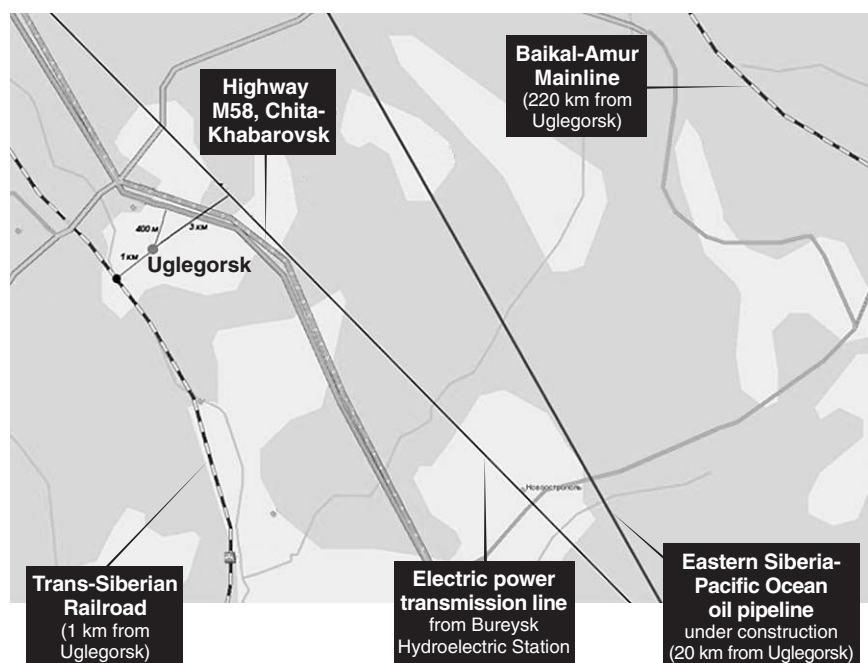 Baikal-Amur
Mainline
(220 km from
Uglegorsk)
Highway
M58, Chita-
Khabarovsk
400 м
3 км
1 км
Uglegorsk
Trans-Siberian
Railroad
(1 km from
Uglegorsk)
Electric power
transmission line
from Bureysk
Hydroelectric Station
Eastern Siberia-
Pacific Ocean
oil pipeline
under construction
(20 km from Uglegorsk)